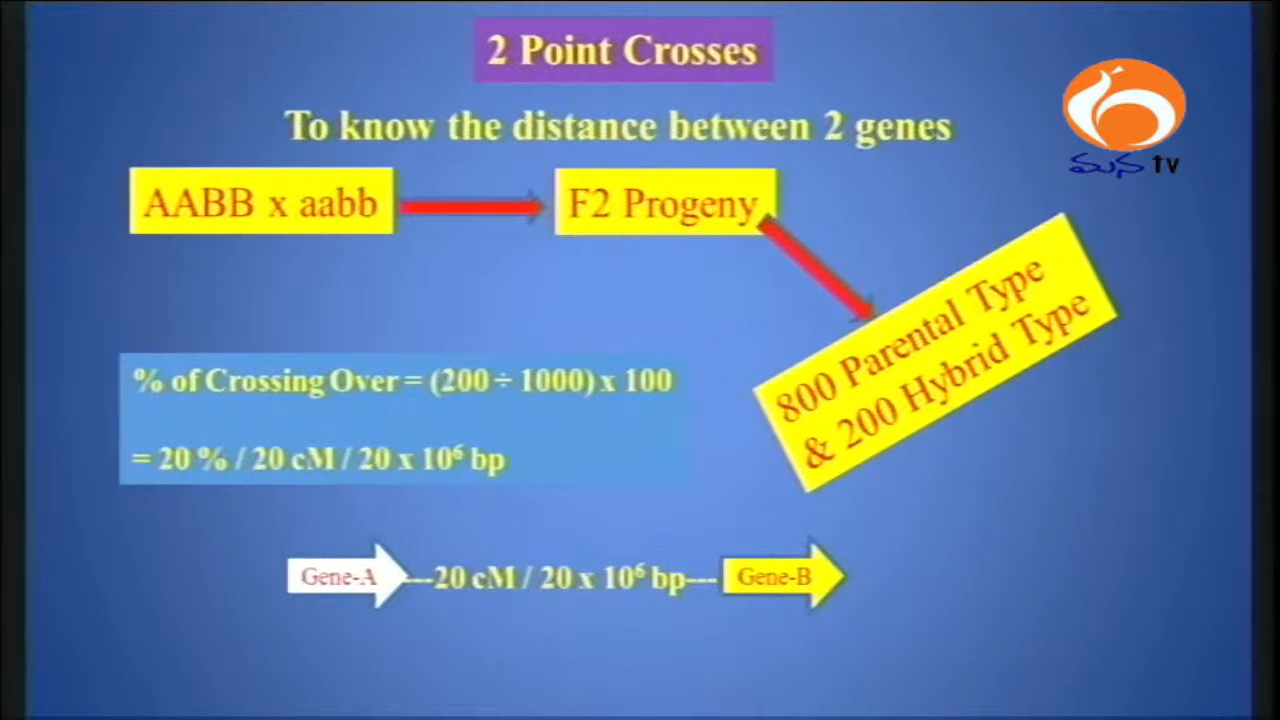 2 Point Crosses
మన tv
To know the distance between 2 genes
AABB x aabb
F2 Progeny
800 Parental Type
& 200 Hybrid Type
% of Crossing Over = (200 ÷ 1000) x 100
= 20 % / 20 cM / 20 x 10⁶ bp
Gene-A
---20 cM / 20 x 10⁶ bp---
Gene-B